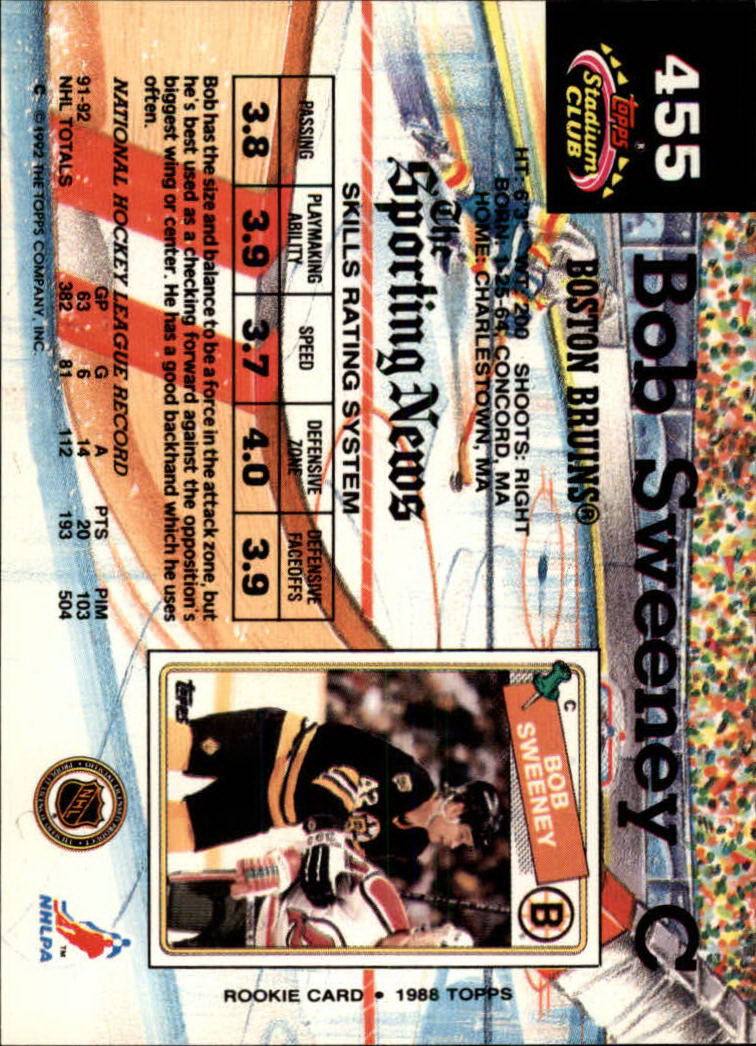 455
Topps®
Stadium
CLUB
Bob Sweeney C
BOSTON BRUINS®
HT: 6'3 WT: 200 SHOOTS: RIGHT
BORN: 1-25-64, CONCORD, MA
HOME: CHARLESTOWN, MA
The
Sporting News
SKILLS RATING SYSTEM
PASSING PLAYMAKING ABILITY SPEED DEFENSIVE ZONE DEFENSIVE FACEOFFS
3.8 3.9 3.7 4.0 3.9
Bob has the size and balance to be a force in the attack zone, but
he's best used as a checking forward against the opposition's
biggest wing or center. He has a good backhand which he uses
often.
NATIONAL HOCKEY LEAGUE RECORD
GP G A PTS PIM
91-92 63 6 14 20 103
NHL TOTALS 382 81 112 193 504
C ©1992 THE TOPPS COMPANY, INC.
C
BOB
SWEENEY
B
42
Topps
ROOKIE CARD • 1988 TOPPS
NHL
NHLPA
TM